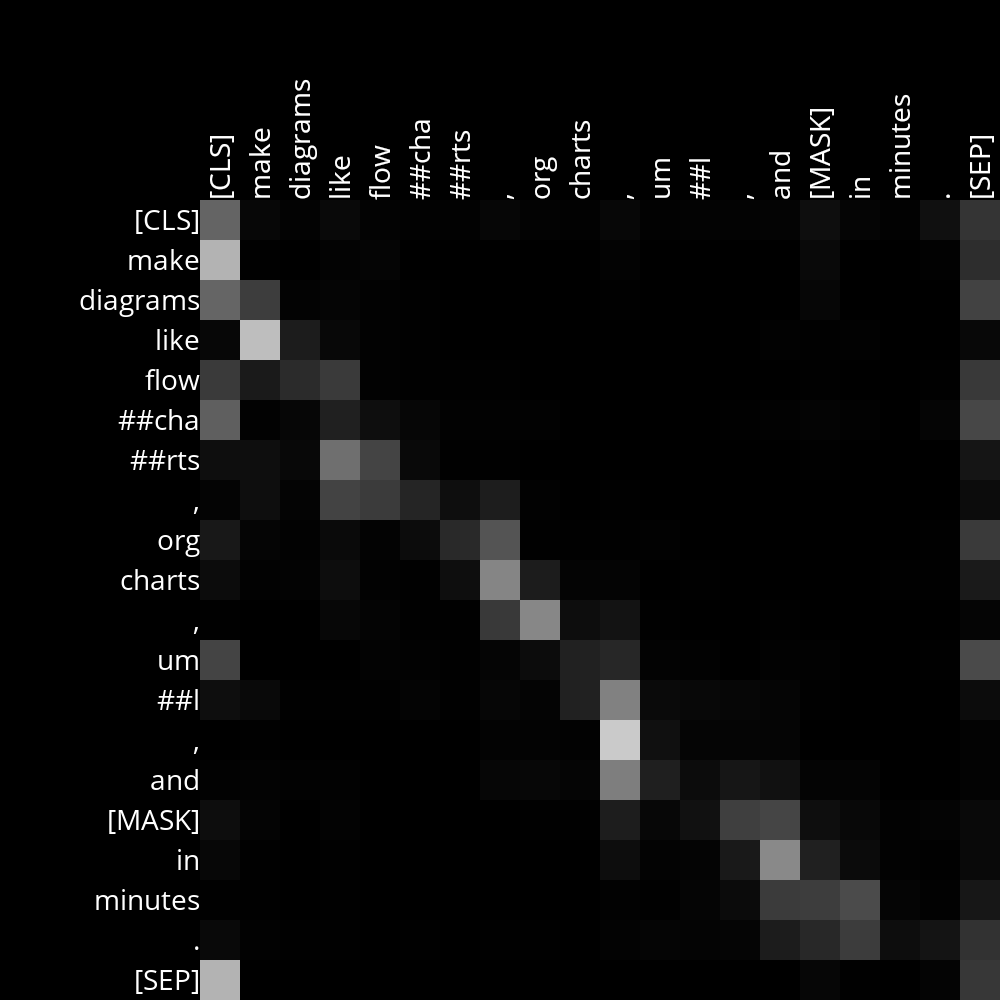 [CLS] make diagrams like flow ##cha ##rts , org charts , um ##l , and [MASK] in minutes . [SEP]
[CLS]
make
diagrams
like
flow
##cha
##rts
,
org
charts
,
um
##l
,
and
[MASK]
in
minutes
.
[SEP]